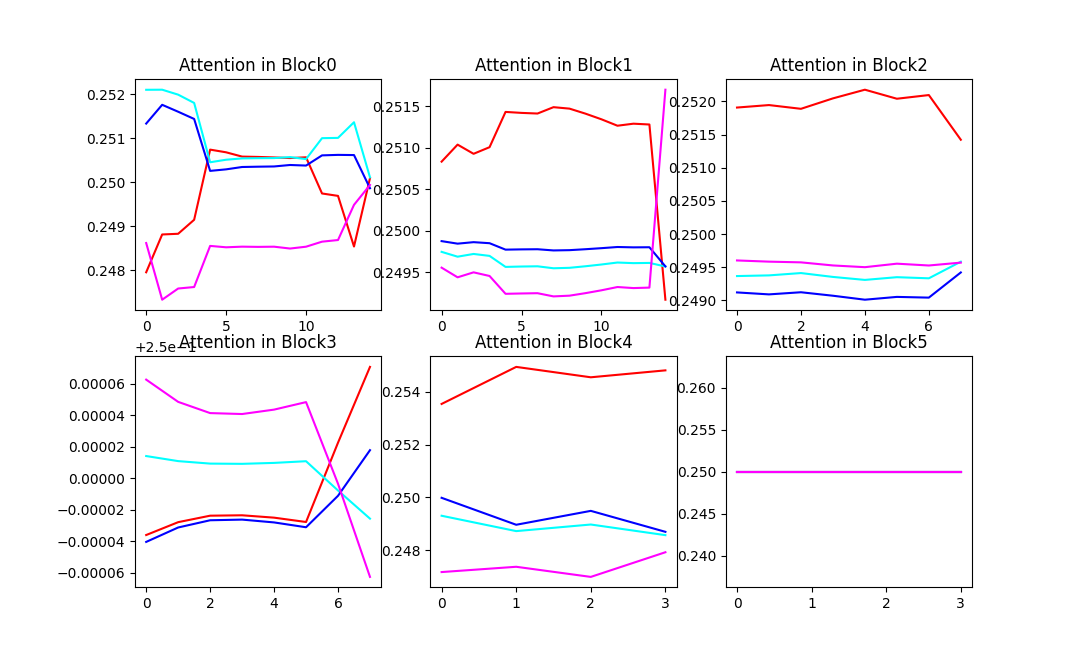 Attention in Block0
0.252
0.251
0.250
0.249
0.248
0 5 10
Attention in Block1
0.2515
0.2510
0.2505
0.2500
0.2495
0 5 10
Attention in Block2
0.2520
0.2515
0.2510
0.2505
0.2500
0.2495
0.2490
0 2 4 6
Attention in Block3
+2.5e−1
0.00006
0.00004
0.00002
0.00000
−0.00002
−0.00004
−0.00006
0 2 4 6
Attention in Block4
0.254
0.252
0.250
0.248
0 1 2 3
Attention in Block5
0.260
0.255
0.250
0.245
0.240
0 1 2 3